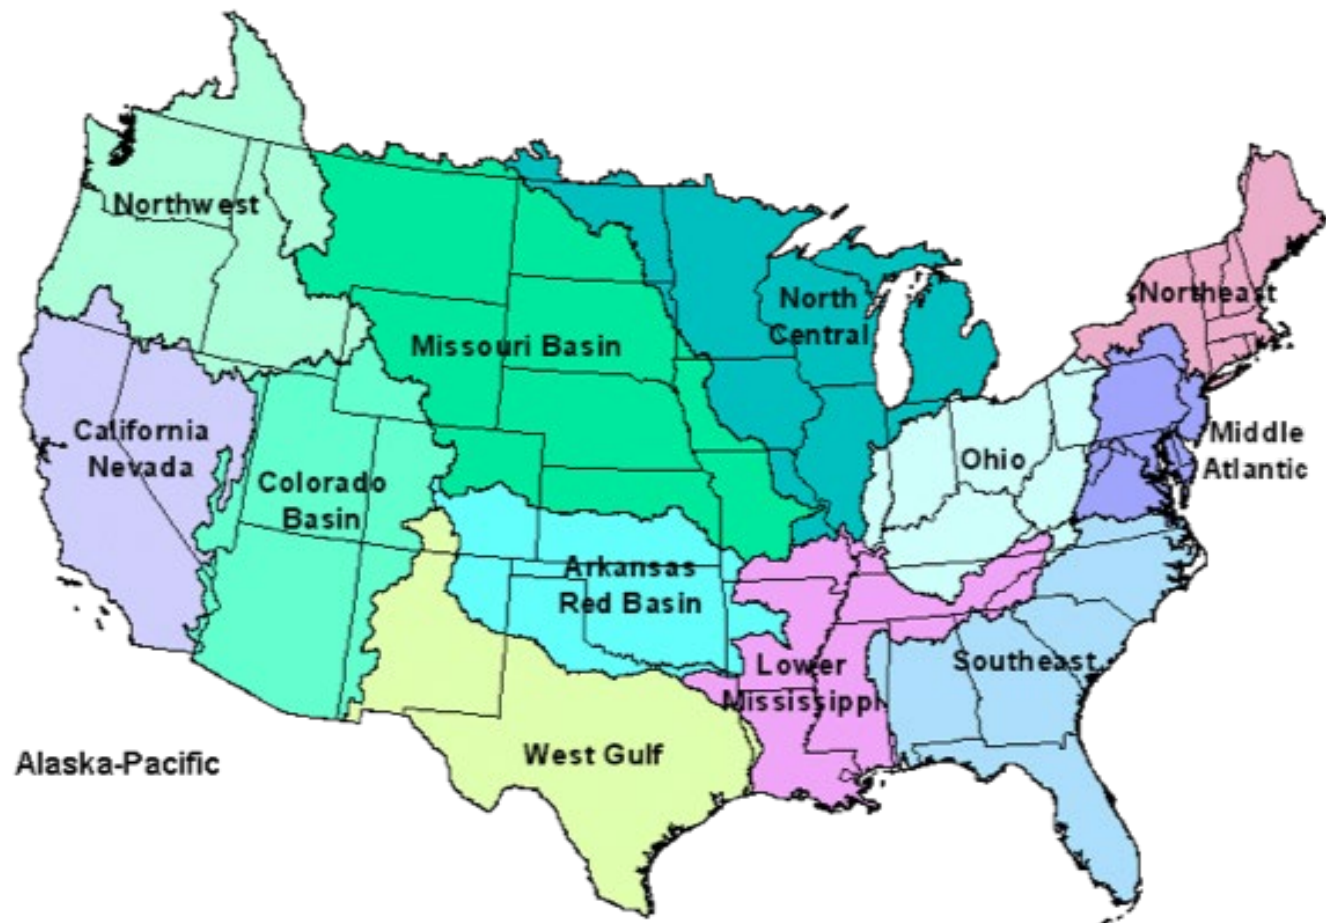 Northwest
Missouri Basin
North
Central
Northeast
California
Nevada
Colorado
Basin
Ohio
Middle
Atlantic
Arkansas
Red Basin
Lower
Mississippi
Southeast
West Gulf
Alaska-Pacific